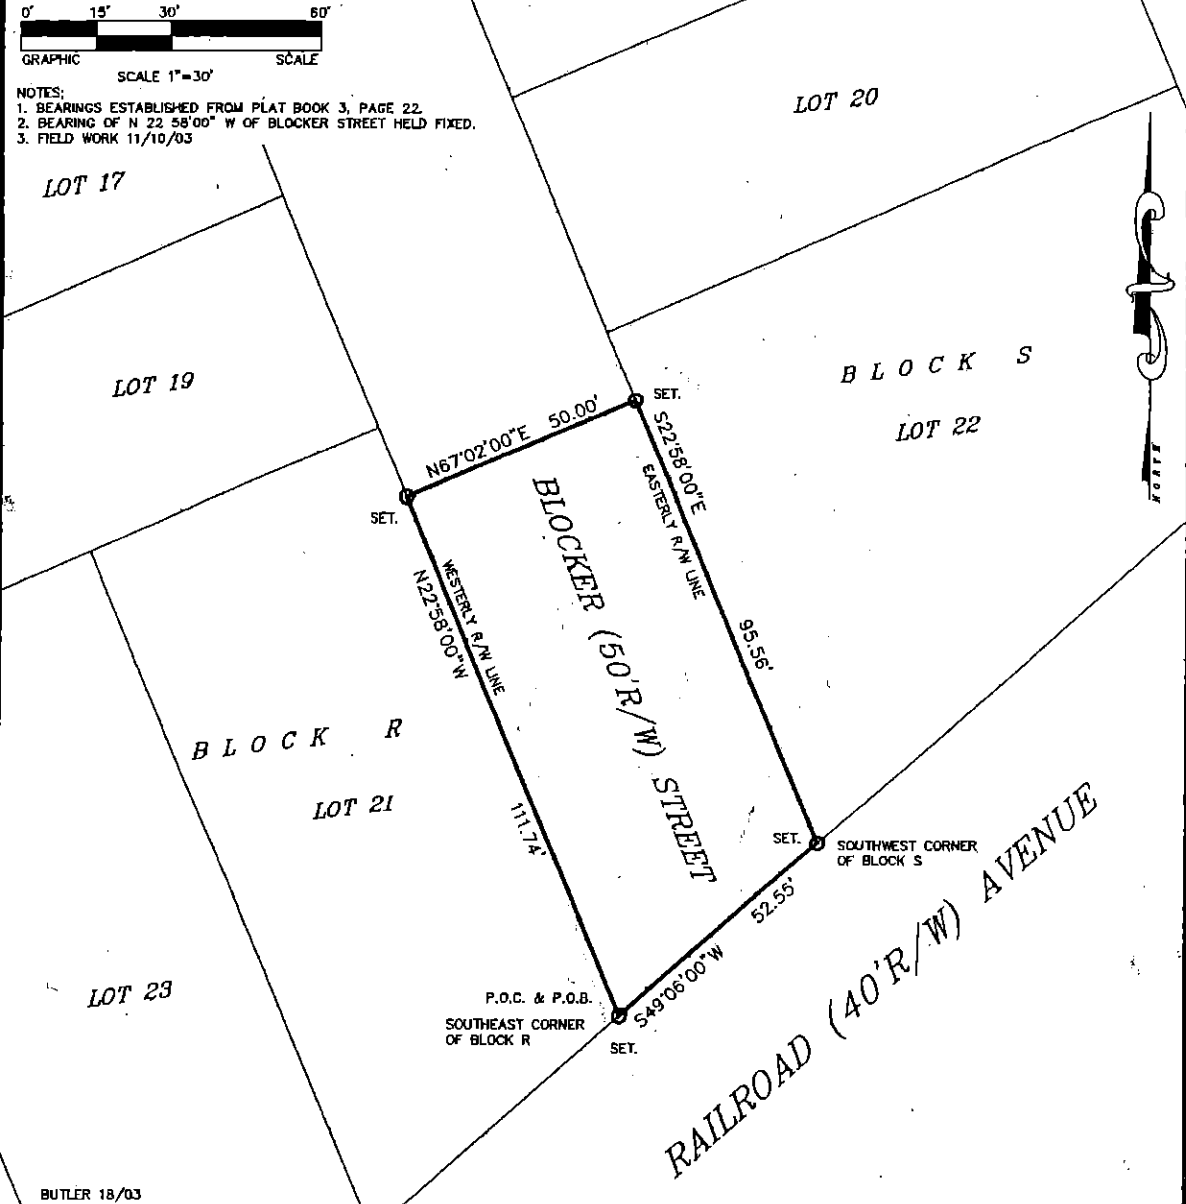 0' 15' 30' 60'
GRAPHIC SCALE
SCALE 1"=30'
NOTES;
1. BEARINGS ESTABLISHED FROM PLAT BOOK 3, PAGE 22.
2. BEARING OF N 22 58'00" W OF BLOCKER STREET HELD FIXED.
3. FIELD WORK 11/10/03
LOT 17
LOT 20
LOT 19
BLOCK S
LOT 22
NORTH
SET.
N67°02'00"E 50.00'
S22°58'00"E
EASTERLY R/W LINE
95.56'
SET.
WESTERLY R/W LINE
N22°58'00"W
111.74'
BLOCKER (50'R/W) STREET
BLOCK R
LOT 21
SET.
SOUTHWEST CORNER
OF BLOCK S
52.55'
S49°06'00"W
LOT 23
P.O.C. & P.O.B.
SOUTHEAST CORNER
OF BLOCK R
SET.
RAILROAD (40'R/W) AVENUE
BUTLER 18/03